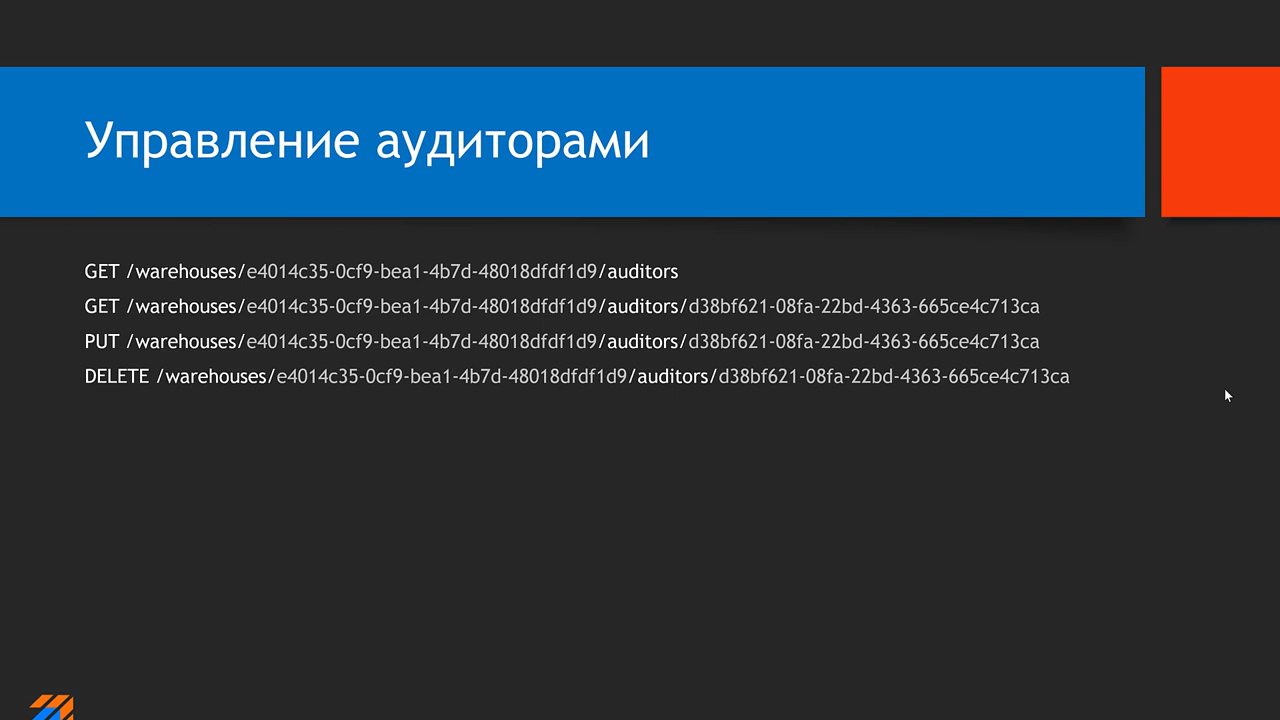 Управление аудиторами
GET /warehouses/e4014c35-0cf9-bea1-4b7d-48018dfdf1d9/auditors
GET /warehouses/e4014c35-0cf9-bea1-4b7d-48018dfdf1d9/auditors/d38bf621-08fa-22bd-4363-665ce4c713ca
PUT /warehouses/e4014c35-0cf9-bea1-4b7d-48018dfdf1d9/auditors/d38bf621-08fa-22bd-4363-665ce4c713ca
DELETE /warehouses/e4014c35-0cf9-bea1-4b7d-48018dfdf1d9/auditors/d38bf621-08fa-22bd-4363-665ce4c713ca